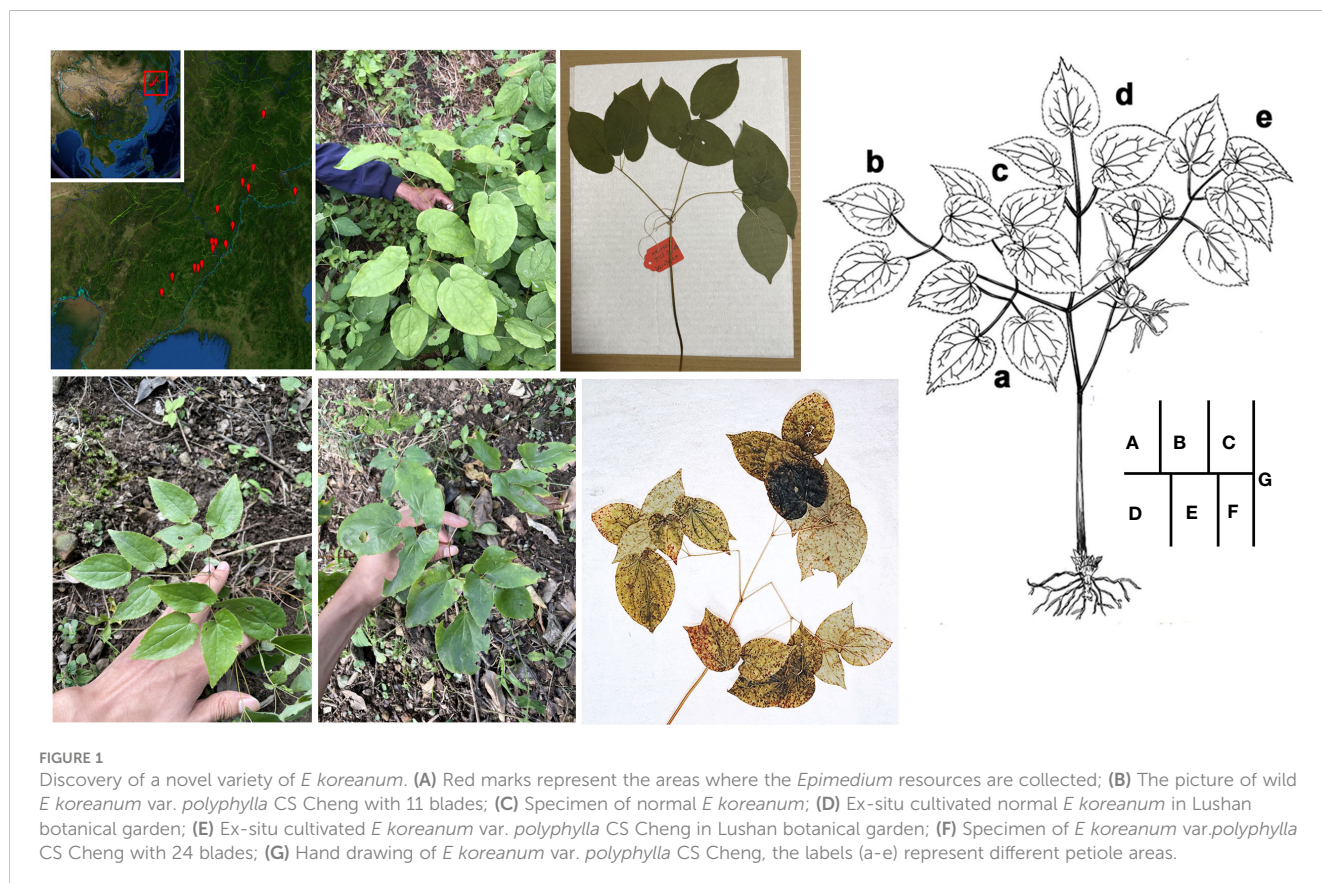 d
e
b
c
a
A
B
C
G
D
E
F
FIGURE 1
Discovery of a novel variety of E koreanum. (A) Red marks represent the areas where the Epimedium resources are collected; (B) The picture of wild
E koreanum var. polyphylla CS Cheng with 11 blades; (C) Specimen of normal E koreanum; (D) Ex-situ cultivated normal E koreanum in Lushan
botanical garden; (E) Ex-situ cultivated E koreanum var. polyphylla CS Cheng in Lushan botanical garden; (F) Specimen of E koreanum var.polyphylla
CS Cheng with 24 blades; (G) Hand drawing of E koreanum var. polyphylla CS Cheng, the labels (a-e) represent different petiole areas.